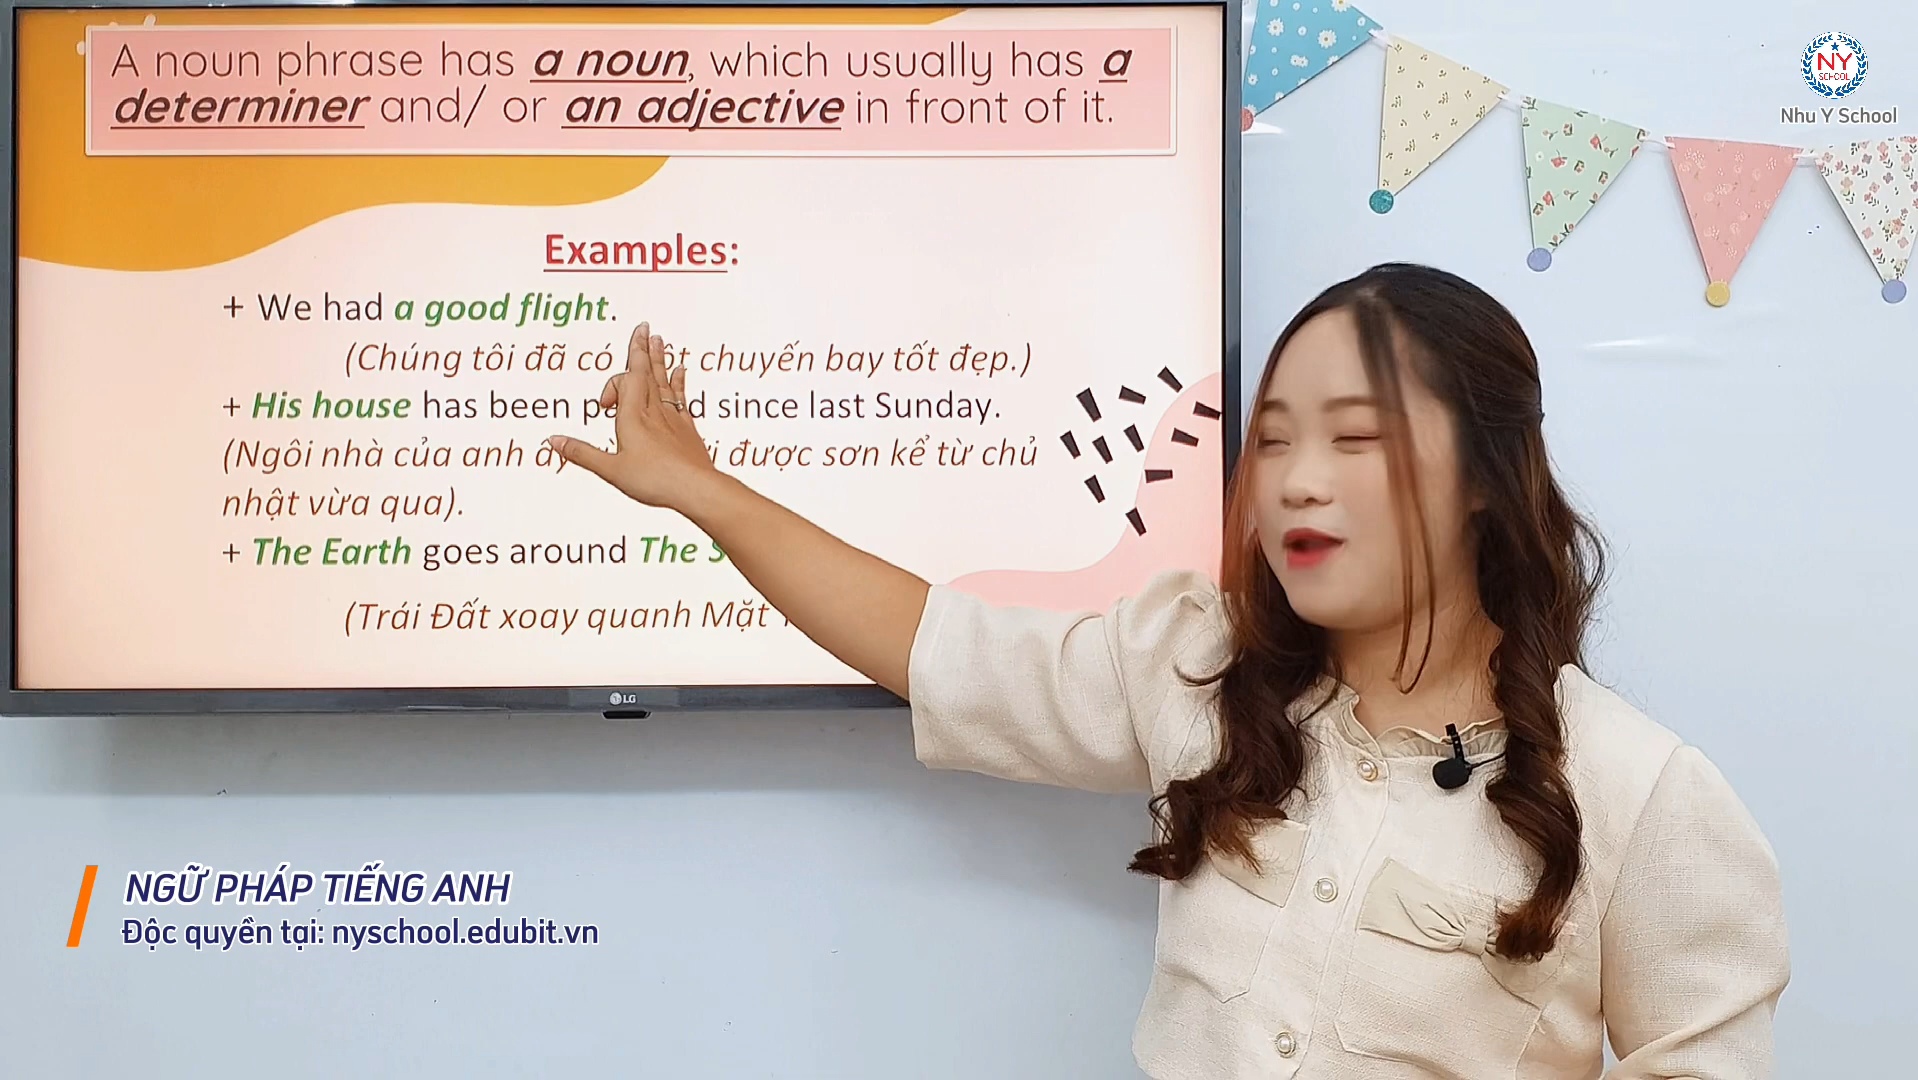 A noun phrase has a noun, which usually has a
determiner and/ or an adjective in front of it.
NY
SCHOOL
Nhu Y School
Examples:
+ We had a good flight.
(Chúng tôi đã có chuyến bay tốt đẹp.)
+ His house has been since last Sunday.
(Ngôi nhà của anh được sơn kể từ chủ
nhật vừa qua).
+ The Earth goes around The
(Trái Đất xoay quanh Mặt
LG
NGỮ PHÁP TIẾNG ANH
Độc quyền tại: nyschool.edubit.vn